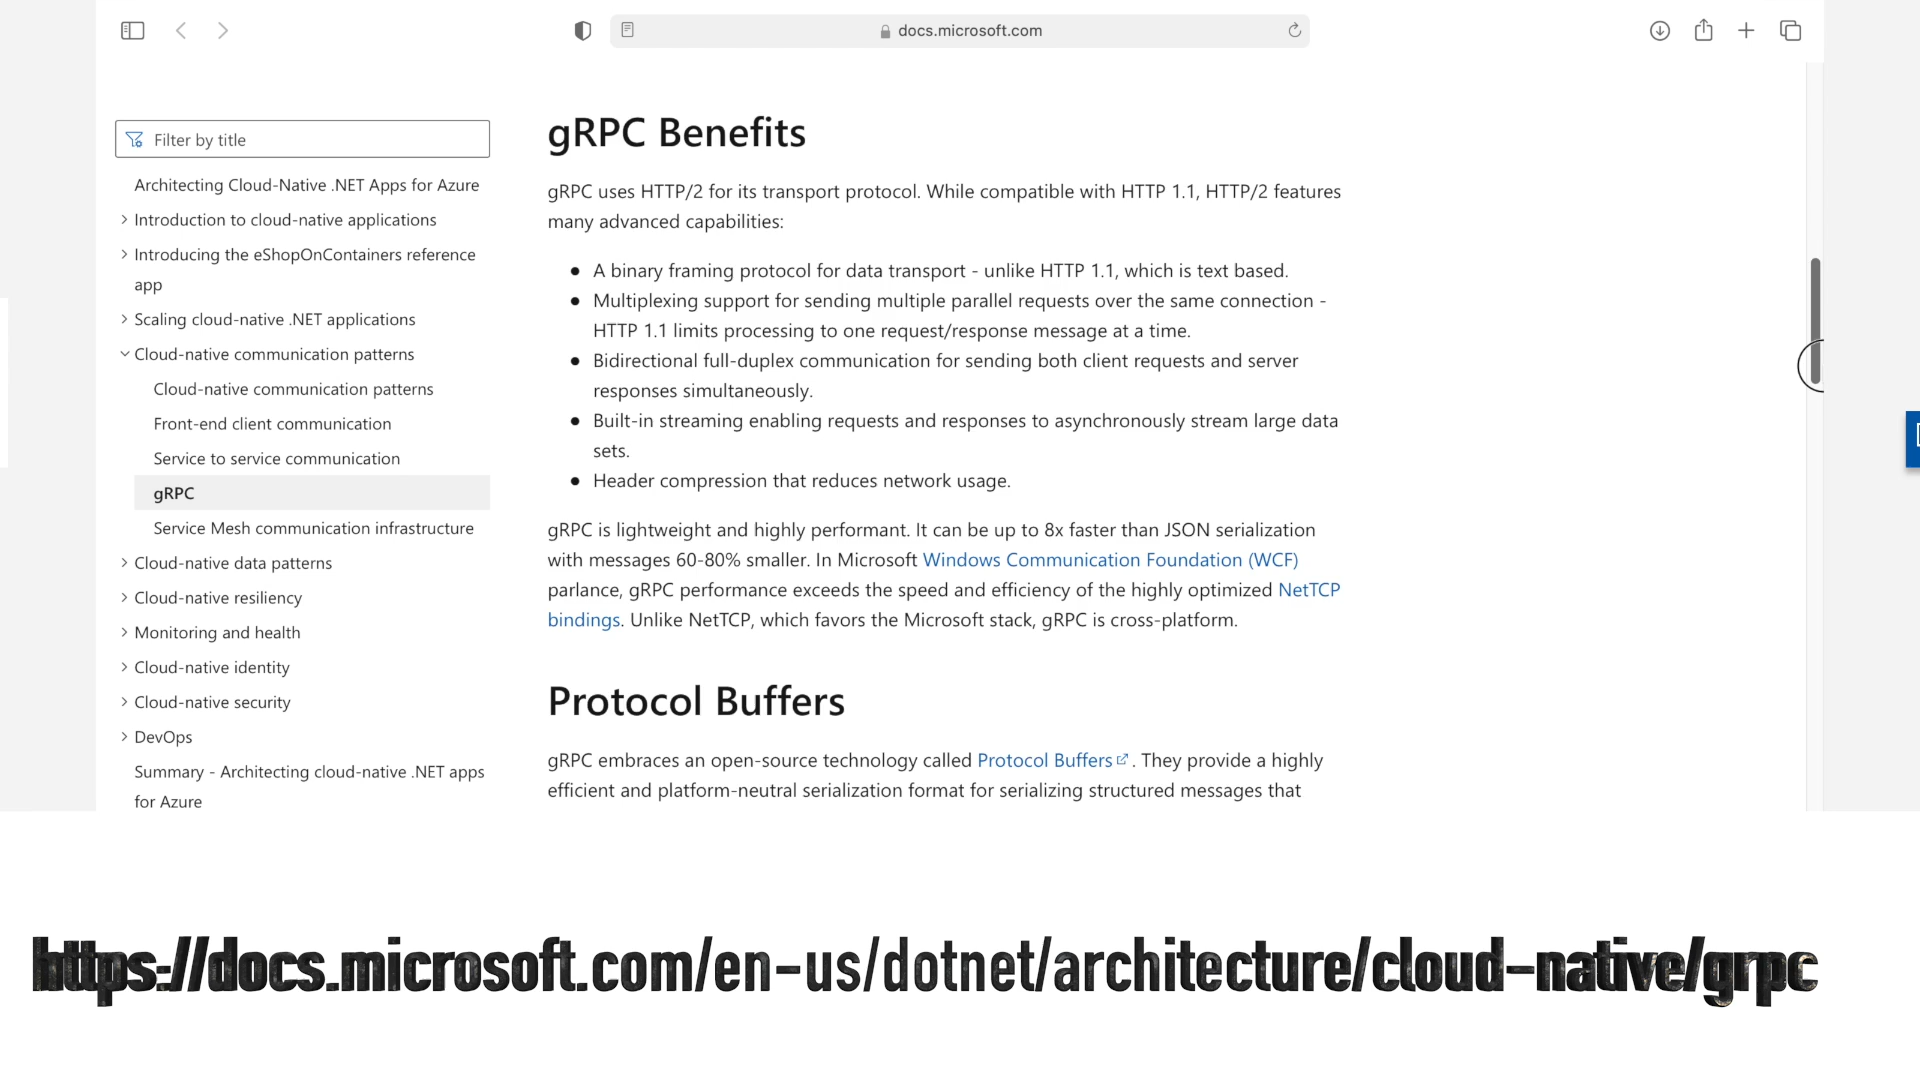 docs.microsoft.com
Filter by title
Architecting Cloud-Native .NET Apps for Azure
Introduction to cloud-native applications
Introducing the eShopOnContainers reference
app
Scaling cloud-native .NET applications
Cloud-native communication patterns
Cloud-native communication patterns
Front-end client communication
Service to service communication
gRPC
Service Mesh communication infrastructure
Cloud-native data patterns
Cloud-native resiliency
Monitoring and health
Cloud-native identity
Cloud-native security
DevOps
Summary - Architecting cloud-native .NET apps
for Azure
gRPC Benefits
gRPC uses HTTP/2 for its transport protocol. While compatible with HTTP 1.1, HTTP/2 features
many advanced capabilities:
● A binary framing protocol for data transport - unlike HTTP 1.1, which is text based.
● Multiplexing support for sending multiple parallel requests over the same connection -
HTTP 1.1 limits processing to one request/response message at a time.
● Bidirectional full-duplex communication for sending both client requests and server
responses simultaneously.
● Built-in streaming enabling requests and responses to asynchronously stream large data
sets.
● Header compression that reduces network usage.
gRPC is lightweight and highly performant. It can be up to 8x faster than JSON serialization
with messages 60-80% smaller. In Microsoft Windows Communication Foundation (WCF)
parlance, gRPC performance exceeds the speed and efficiency of the highly optimized NetTCP
bindings. Unlike NetTCP, which favors the Microsoft stack, gRPC is cross-platform.
Protocol Buffers
gRPC embraces an open-source technology called Protocol Buffers. They provide a highly
efficient and platform-neutral serialization format for serializing structured messages that
https://docs.microsoft.com/en-us/dotnet/architecture/cloud-native/grpc